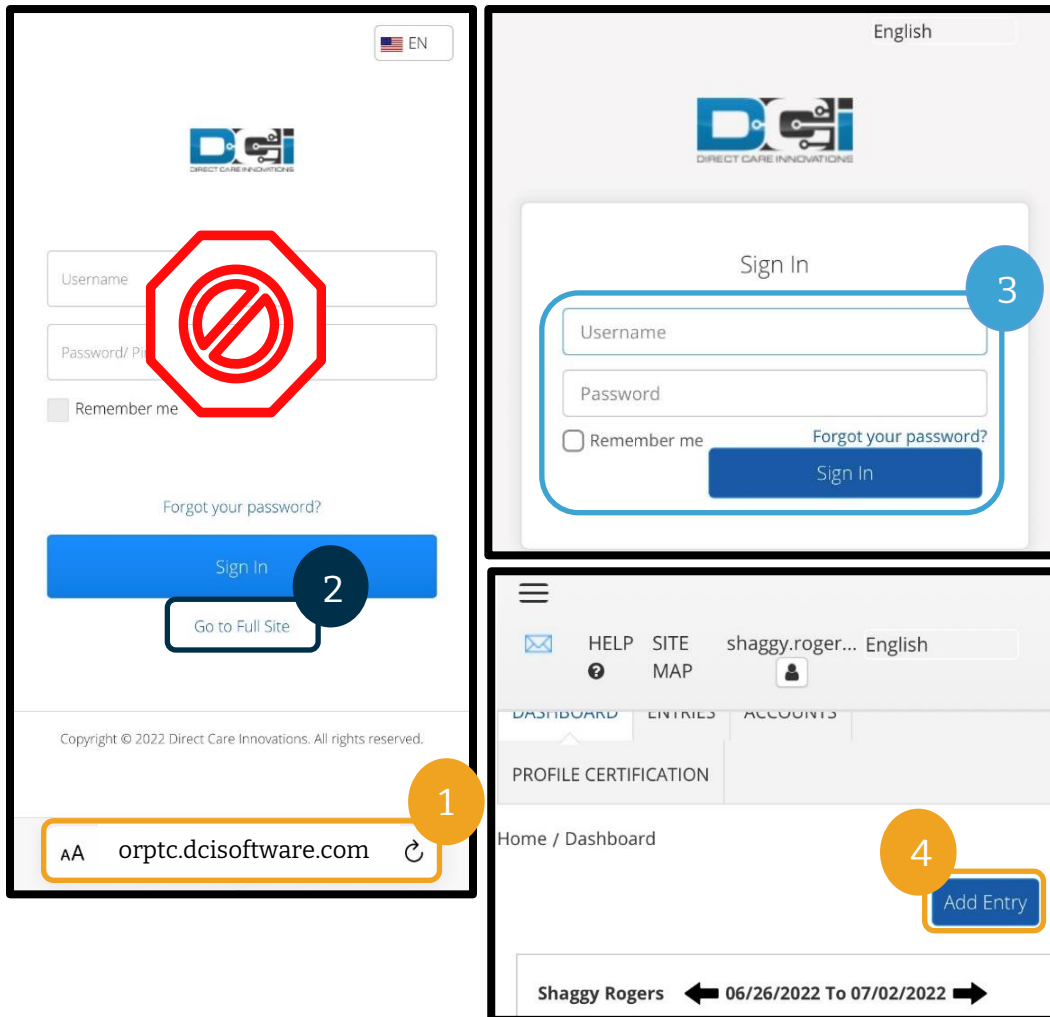 EN
DCi
DIRECT CARE INNOVATIONS
Username
Password/ Pi
Remember me
Forgot your password?
Sign In
2
Go to Full Site
Copyright © 2022 Direct Care Innovations. All rights reserved.
1
AA orptc.dcisoftware.com
English
DCi
DIRECT CARE INNOVATIONS
Sign In
3
Username
Password
Remember me Forgot your password?
Sign In
HELP SITE MAP shaggy.roger... English
DASHBOARD ENTRIES ACCOUNTS
PROFILE CERTIFICATION
Home / Dashboard
4
Add Entry
Shaggy Rogers 06/26/2022 To 07/02/2022